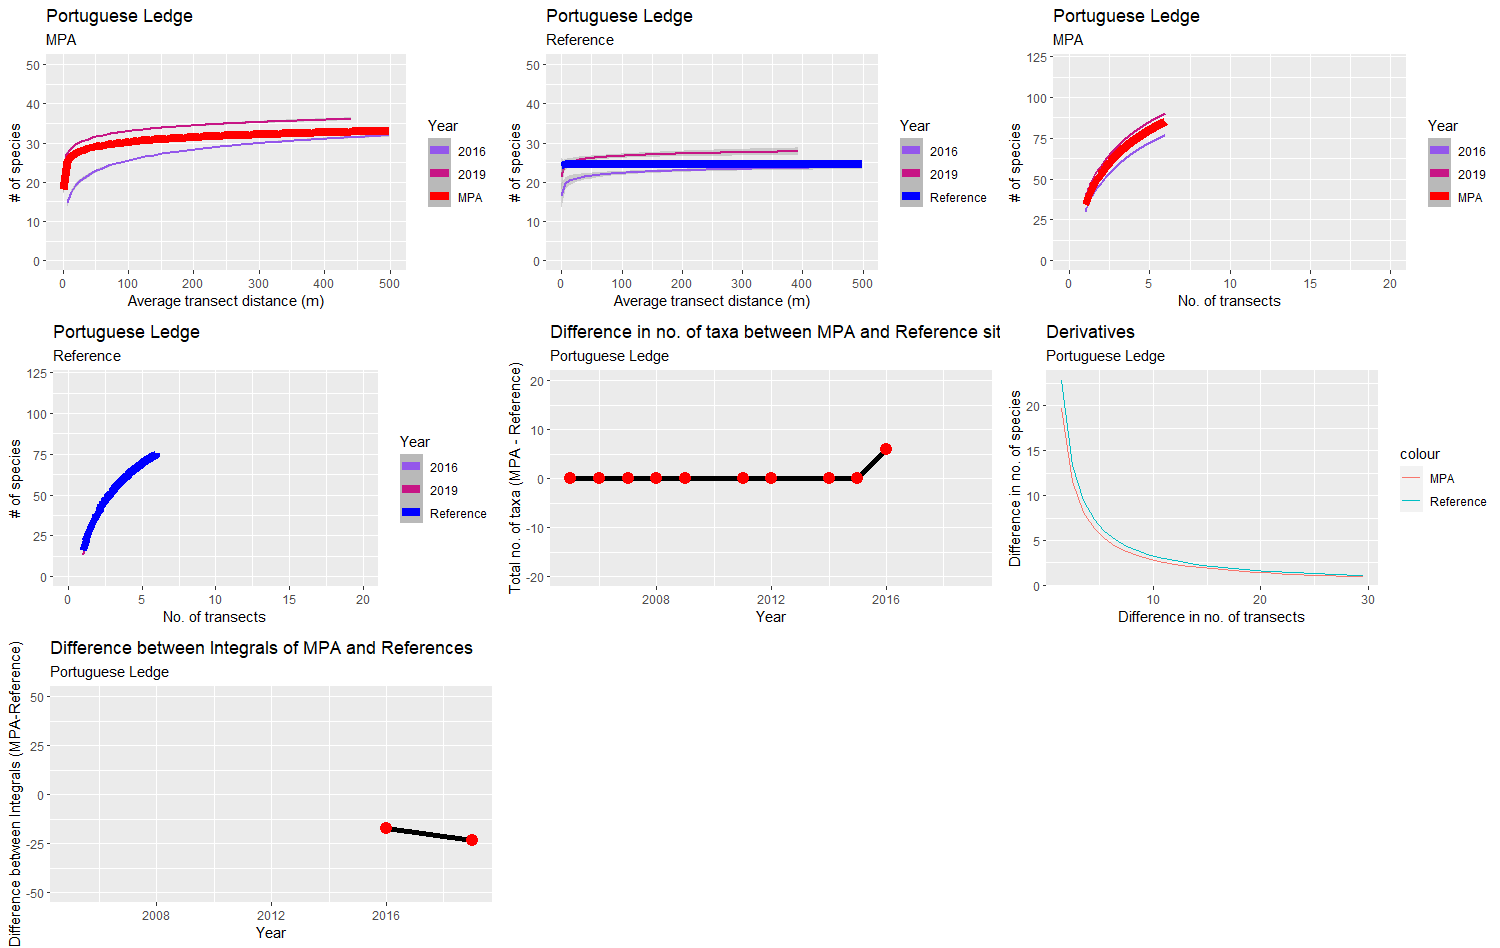 Portuguese Ledge
MPA
# of species
50
40
30
20
10
0
0 100 200 300 400 500
Average transect distance (m)
Year
2016
2019
MPA
Portuguese Ledge
Reference
# of species
50
40
30
20
10
0
0 100 200 300 400 500
Average transect distance (m)
Year
2016
2019
Reference
Portuguese Ledge
MPA
# of species
125
100
75
50
25
0
0 5 10 15 20
No. of transects
Year
2016
2019
MPA
Portuguese Ledge
Reference
# of species
125
100
75
50
25
0
0 5 10 15 20
No. of transects
Year
2016
2019
Reference
Difference in no. of taxa between MPA and Reference sit
Portuguese Ledge
Total no. of taxa (MPA - Reference)
20
10
0
-10
-20
2008 2012 2016
Year
Derivatives
Portuguese Ledge
Difference in no. of species
20
15
10
5
0
10 20 30
Difference in no. of transects
colour
MPA
Reference
Difference between Integrals of MPA and References
Portuguese Ledge
Difference between Integrals (MPA-Reference)
50
25
0
-25
-50
2008 2012 2016
Year